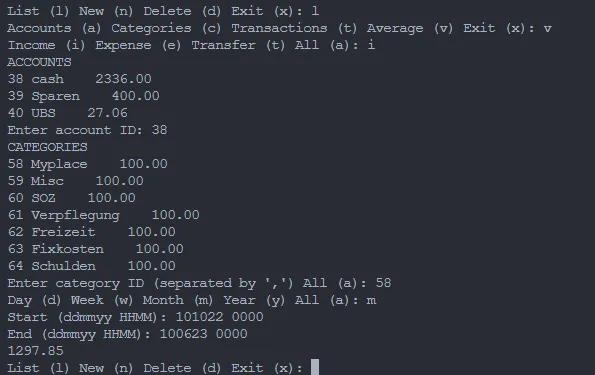 List (l) New (n) Delete (d) Exit (x): l
Accounts (a) Categories (c) Transactions (t) Average (v) Exit (x): v
Income (i) Expense (e) Transfer (t) All (a): i
ACCOUNTS
38 cash    2336.00
39 Sparen    400.00
40 UBS    27.06
Enter account ID: 38
CATEGORIES
58 Myplace    100.00
59 Misc    100.00
60 SOZ    100.00
61 Verpflegung    100.00
62 Freizeit    100.00
63 Fixkosten    100.00
64 Schulden    100.00
Enter category ID (separated by ',') All (a): 58
Day (d) Week (w) Month (m) Year (y) All (a): m
Start (ddmmyy HHMM): 101022 0000
End (ddmmyy HHMM): 100623 0000
1297.85
List (l) New (n) Delete (d) Exit (x):